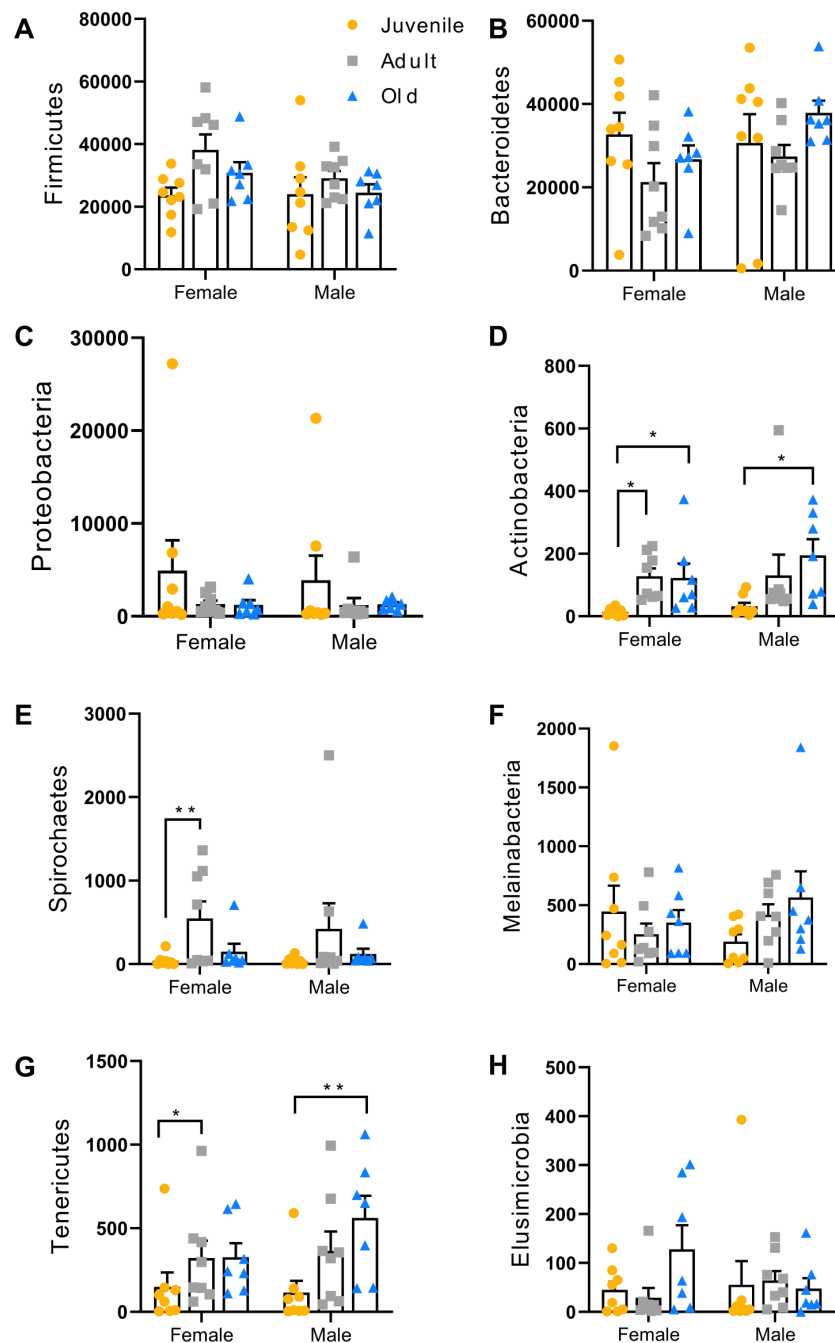 A
Firmicutes
80000
60000
40000
20000
0
Female
Male
Juvenile
Adult
Old
B
Bacteroidetes
60000
40000
20000
0
Female
Male
C
Proteobacteria
30000
20000
10000
0
Female
Male
D
Actinobacteria
800
600
400
200
0
*
*
*
Female
Male
E
Spirochaetes
3000
2000
1000
0
**
Female
Male
F
Melainabacteria
2000
1500
1000
500
0
Female
Male
G
Tenericutes
1500
1000
500
0
*
**
Female
Male
H
Elusimicrobia
500
400
300
200
100
0
Female
Male